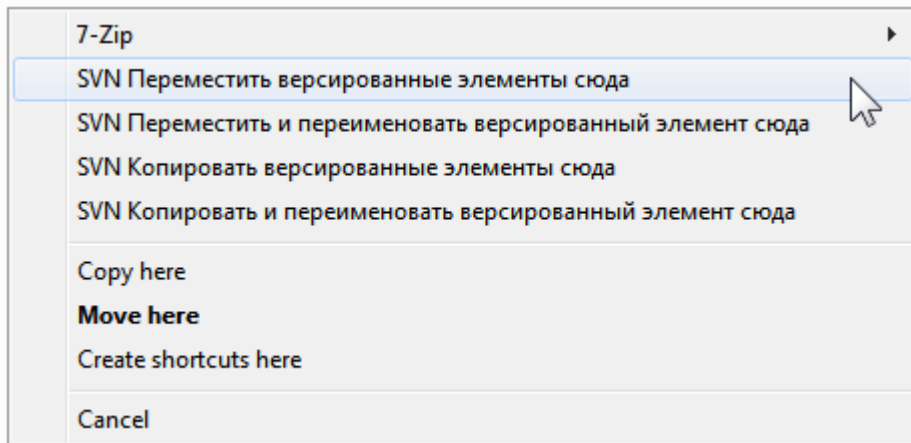 7-Zip
SVN Переместить версированные элементы сюда
SVN Переместить и переименовать версированный элемент сюда
SVN Копировать версированные элементы сюда
SVN Копировать и переименовать версированный элемент сюда
Copy here
Move here
Create shortcuts here
Cancel